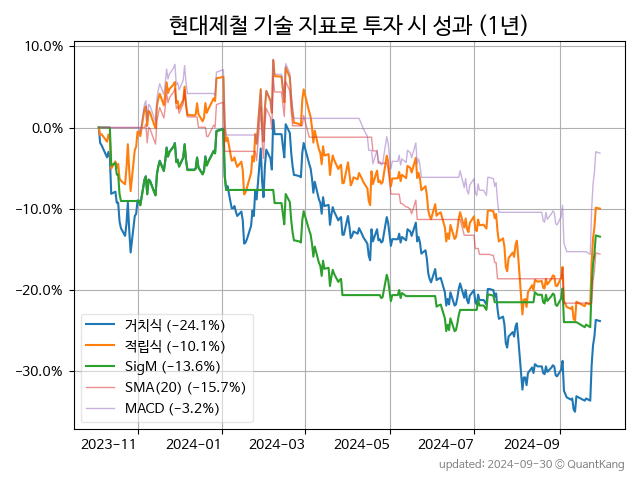 현대제철 기술 지표로 투자 시 성과 (1년)
10.0%
0.0%
−10.0%
−20.0%
−30.0%
거치식 (−24.1%)
적립식 (−10.1%)
SigM (−13.6%)
SMA(20) (−15.7%)
MACD (−3.2%)
2023−11
2024−01
2024−03
2024−05
2024−07
2024−09
updated: 2024-09-30 © QuantKang